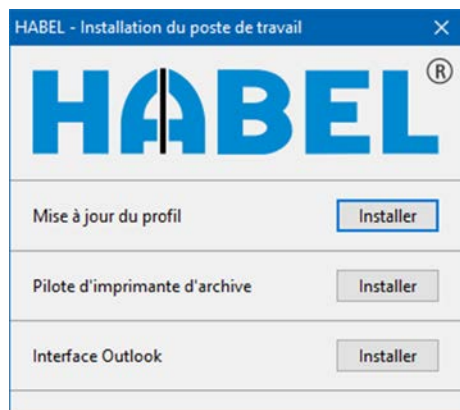 HABEL - Installation du poste de travail
HABEL ®
Mise à jour du profil Installer
Pilote d'imprimante d'archive Installer
Interface Outlook Installer